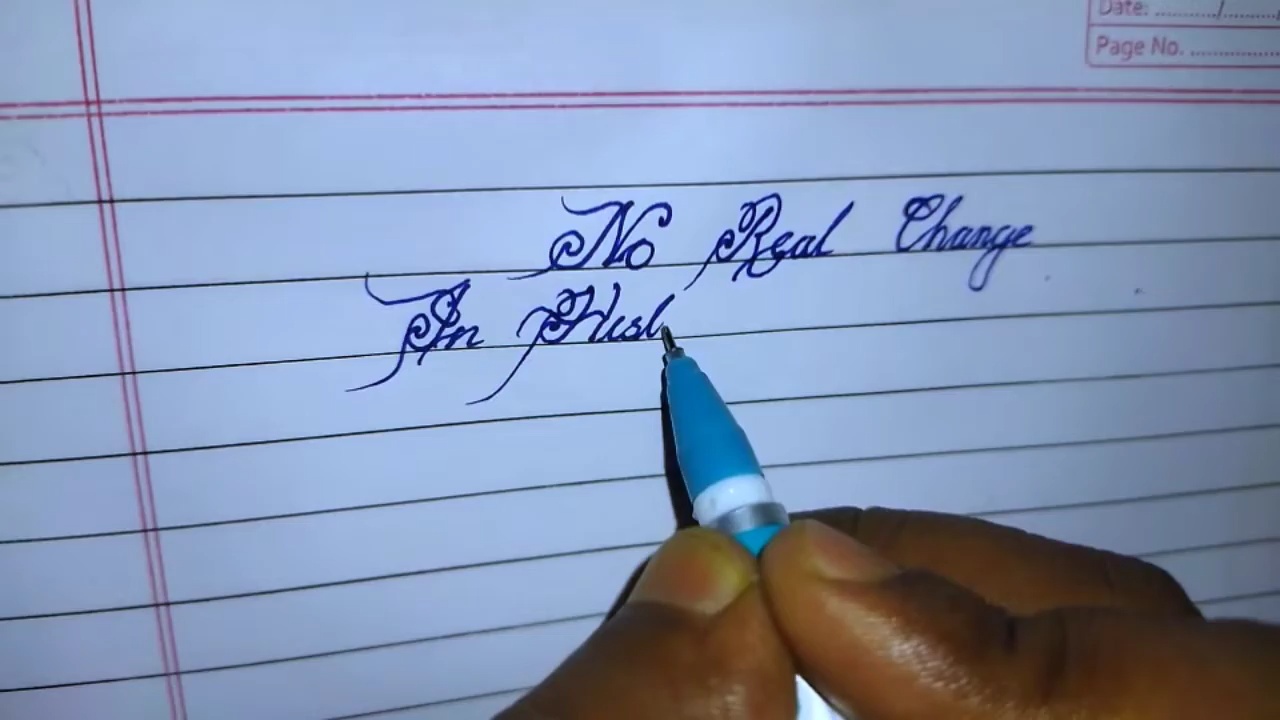 Date: ........../..........
Page No. ................
No Real Change
In Hist